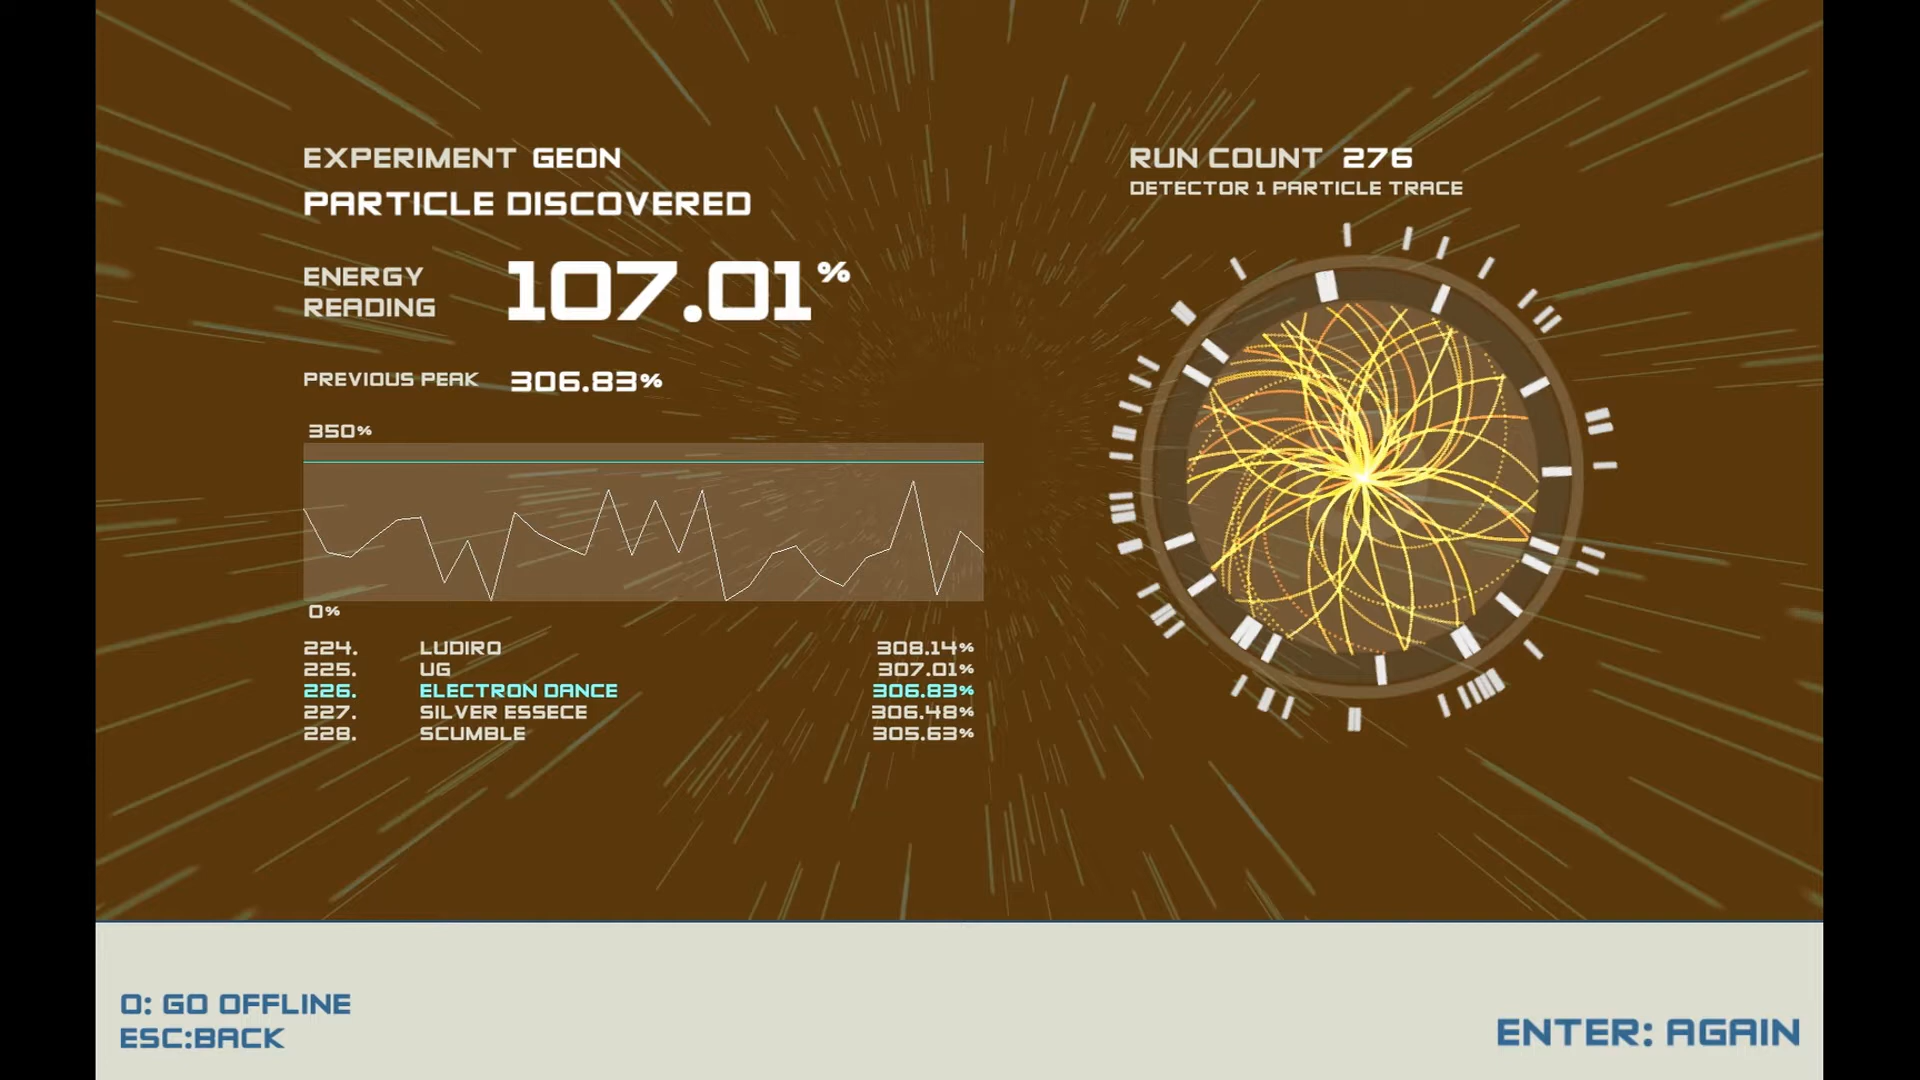 EXPERIMENT GEON
PARTICLE DISCOVERED
ENERGY READING 107.01%
PREVIOUS PEAK 306.83%
350%
0%
224. LUDIRO 308.14%
225. UG 307.01%
226. ELECTRON DANCE 306.83%
227. SILVER ESSECE 306.48%
228. SCUMBLE 305.63%
RUN COUNT 276
DETECTOR 1 PARTICLE TRACE
O: GO OFFLINE
ESC:BACK
ENTER: AGAIN